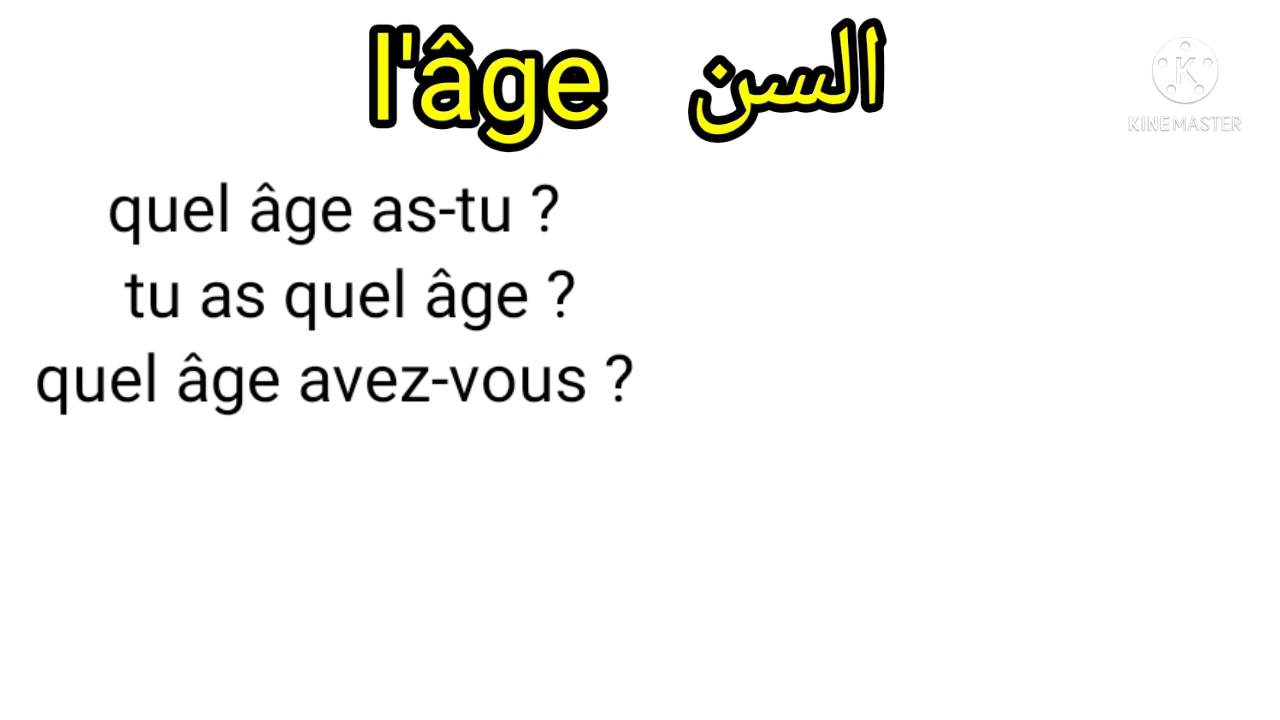 l'âge السن
KINEMASTER
quel âge as-tu ?
tu as quel âge ?
quel âge avez-vous ?